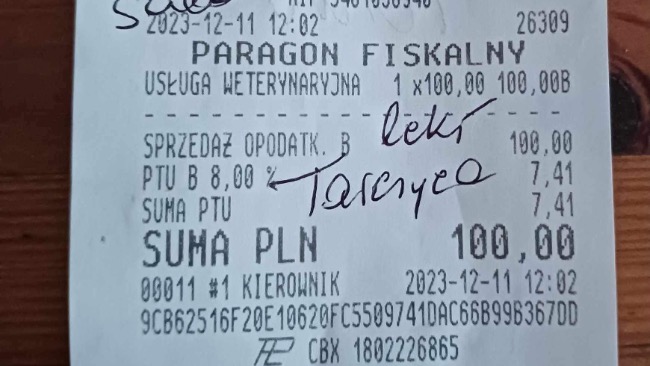 2023-12-11 12:02 26309
PARAGON FISKALNY
USŁUGA WETERYNARYJNA 1 x100,00 100,00B
leki
SPRZEDAŻ OPODATK. B 100,00
PTU B 8,00 % 7,41
Tarczyca
SUMA PTU 7,41
SUMA PLN 100,00
00011 #1 KIEROWNIK 2023-12-11 12:02
9CB62516F20E10620FC5509741DAC66B996367DD
CBX 1802226865